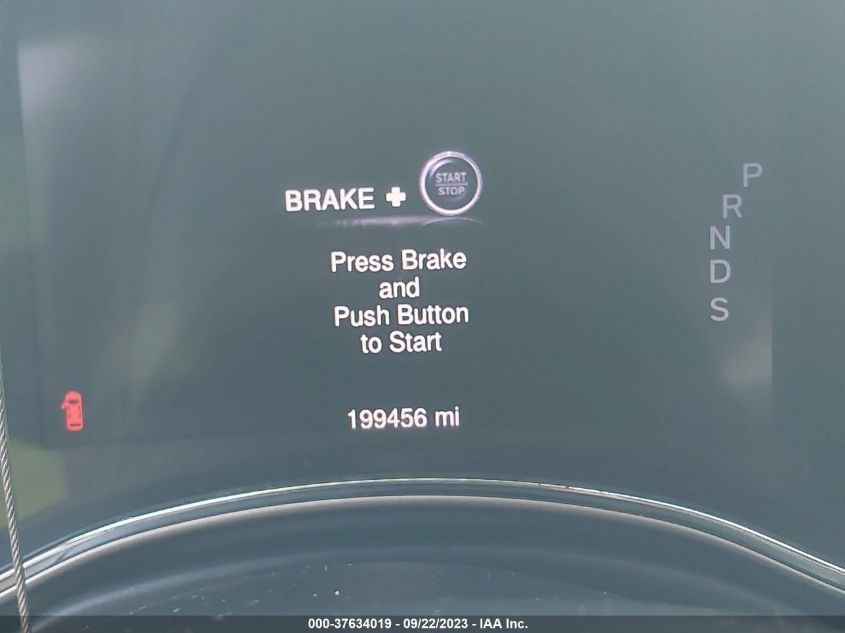 BRAKE + START
STOP
Press Brake
and
Push Button
to Start
199456 mi
P
R
N
D
S
000-37634019 - 09/22/2023 - IAA Inc.